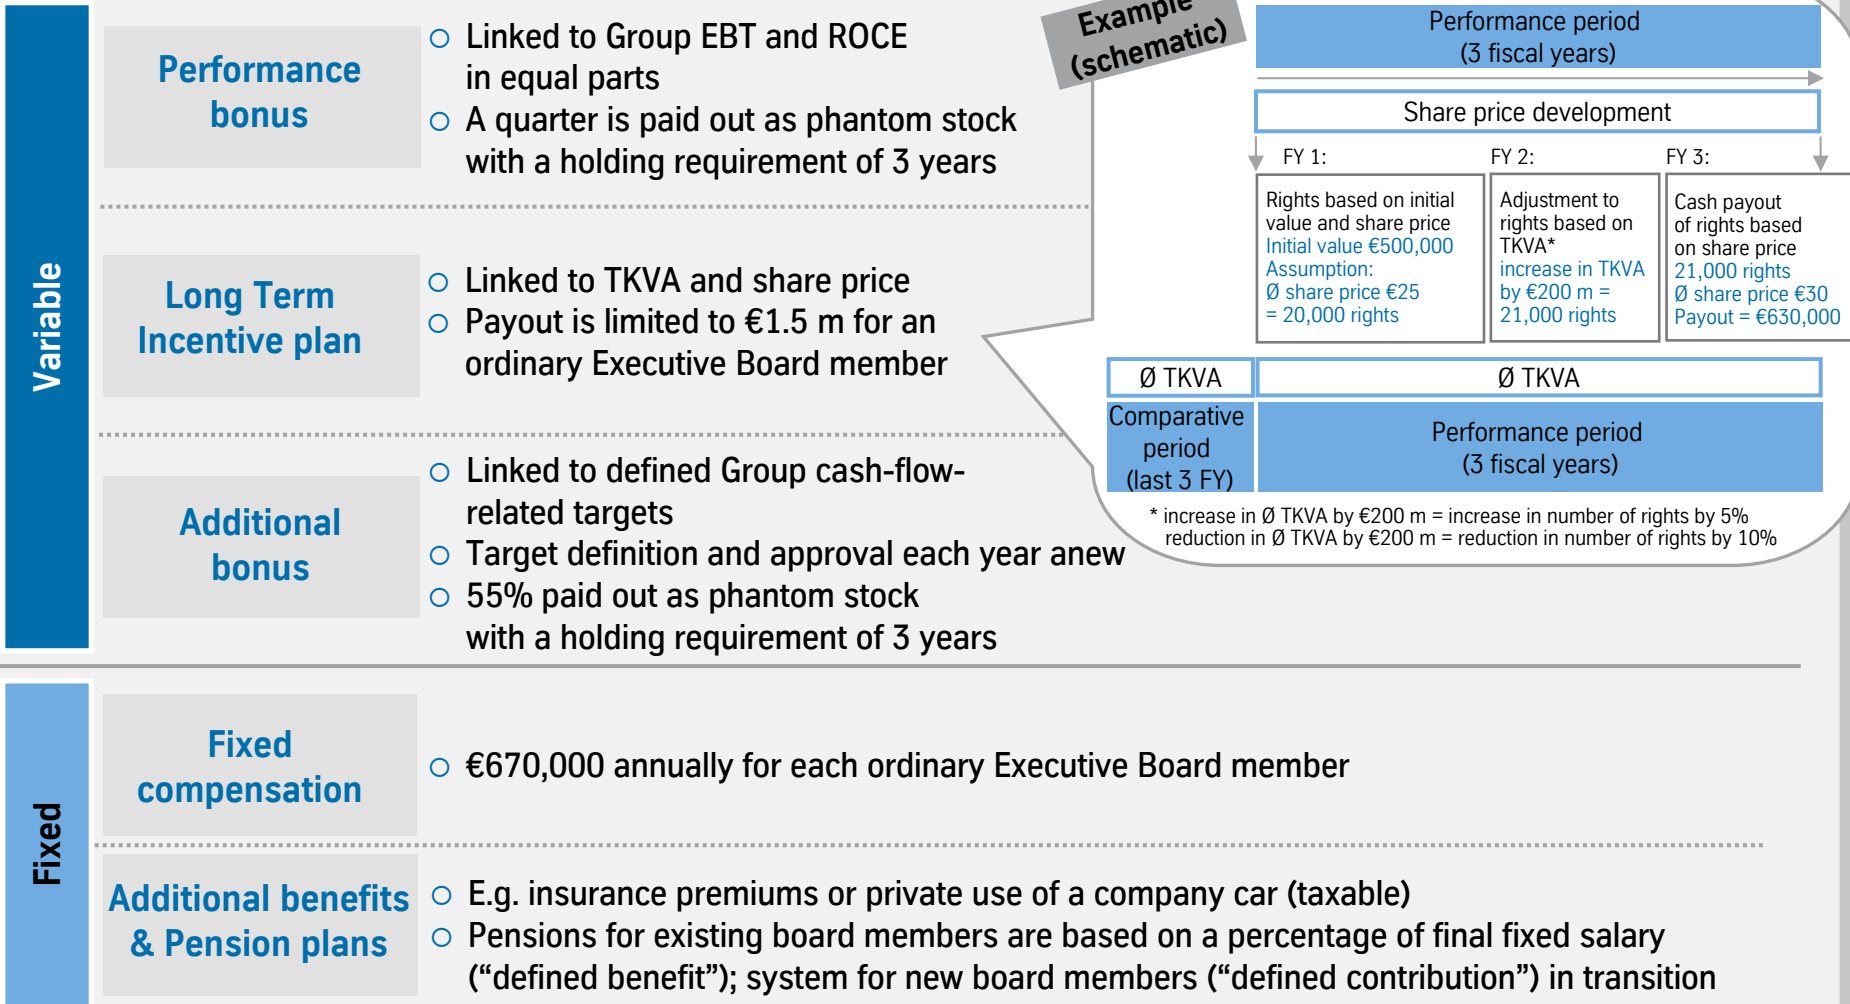 Variable
Performance
bonus
Linked to Group EBT and ROCE
in equal parts
A quarter is paid out as phantom stock
with a holding requirement of 3 years
Long Term
Incentive plan
Linked to TKVA and share price
Payout is limited to €1.5 m for an
ordinary Executive Board member
Additional
bonus
Linked to defined Group cash-flow-
related targets
Target definition and approval each year anew
55% paid out as phantom stock
with a holding requirement of 3 years
Example
(schematic)
Performance period
(3 fiscal years)
Share price development
FY 1:
Rights based on initial
value and share price
Initial value €500,000
Assumption:
Ø share price €25
= 20,000 rights
FY 2:
Adjustment to
rights based on
TKVA*
increase in TKVA
by €200 m =
21,000 rights
FY 3:
Cash payout
of rights based
on share price
21,000 rights
Ø share price €30
Payout = €630,000
Ø TKVA
Ø TKVA
Comparative
period
(last 3 FY)
Performance period
(3 fiscal years)
* increase in Ø TKVA by €200 m = increase in number of rights by 5%
reduction in Ø TKVA by €200 m = reduction in number of rights by 10%
Fixed
Fixed
compensation
€670,000 annually for each ordinary Executive Board member
Additional benefits
& Pension plans
E.g. insurance premiums or private use of a company car (taxable)
Pensions for existing board members are based on a percentage of final fixed salary
(“defined benefit”); system for new board members (“defined contribution”) in transition